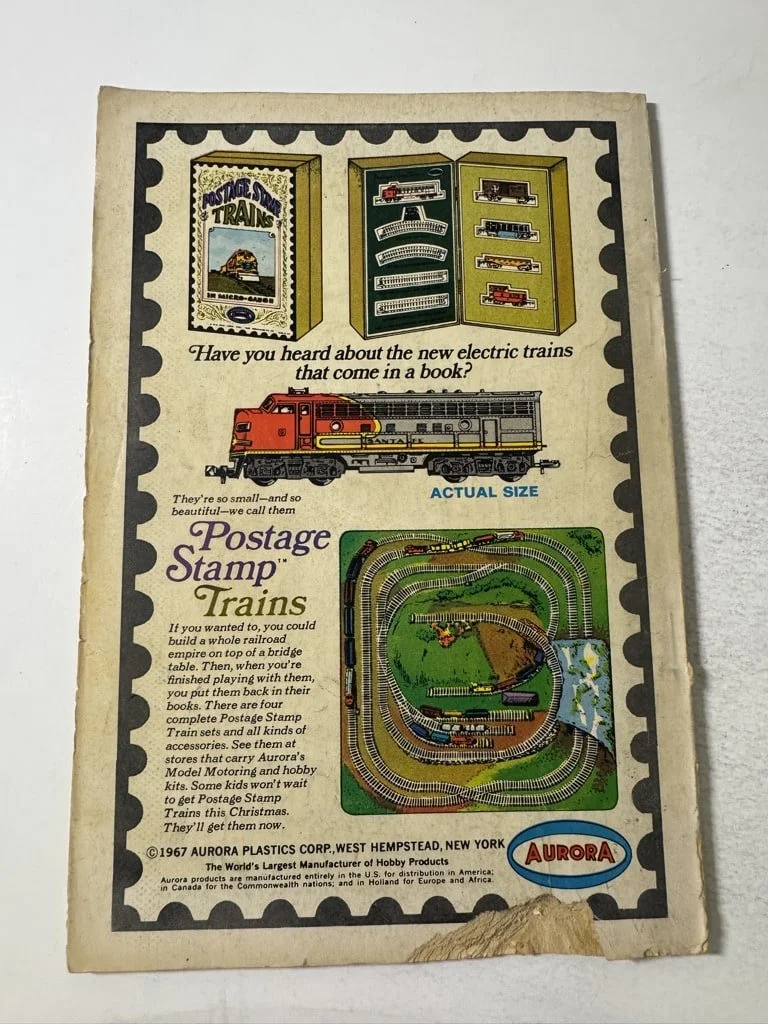 POSTAGE STAMP
TRAINS
IN MICRO-GAUGE
Have you heard about the new electric trains
that come in a book?
SANTA FE
ACTUAL SIZE
They're so small—and so
beautiful—we call them
Postage
Stamp™
Trains
If you wanted to, you could
build a whole railroad
empire on top of a bridge
table. Then, when you're
finished playing with them,
you put them back in their
books. There are four
complete Postage Stamp
Train sets and all kinds of
accessories. See them at
stores that carry Aurora's
Model Motoring and hobby
kits. Some kids won't wait
to get Postage Stamp
Trains this Christmas.
They'll get them now.
©1967 AURORA PLASTICS CORP., WEST HEMPSTEAD, NEW YORK
The World's Largest Manufacturer of Hobby Products
Aurora products are manufactured entirely in the U.S. for distribution in America;
in Canada for the Commonwealth nations; and in Holland for Europe and Africa.
AURORA